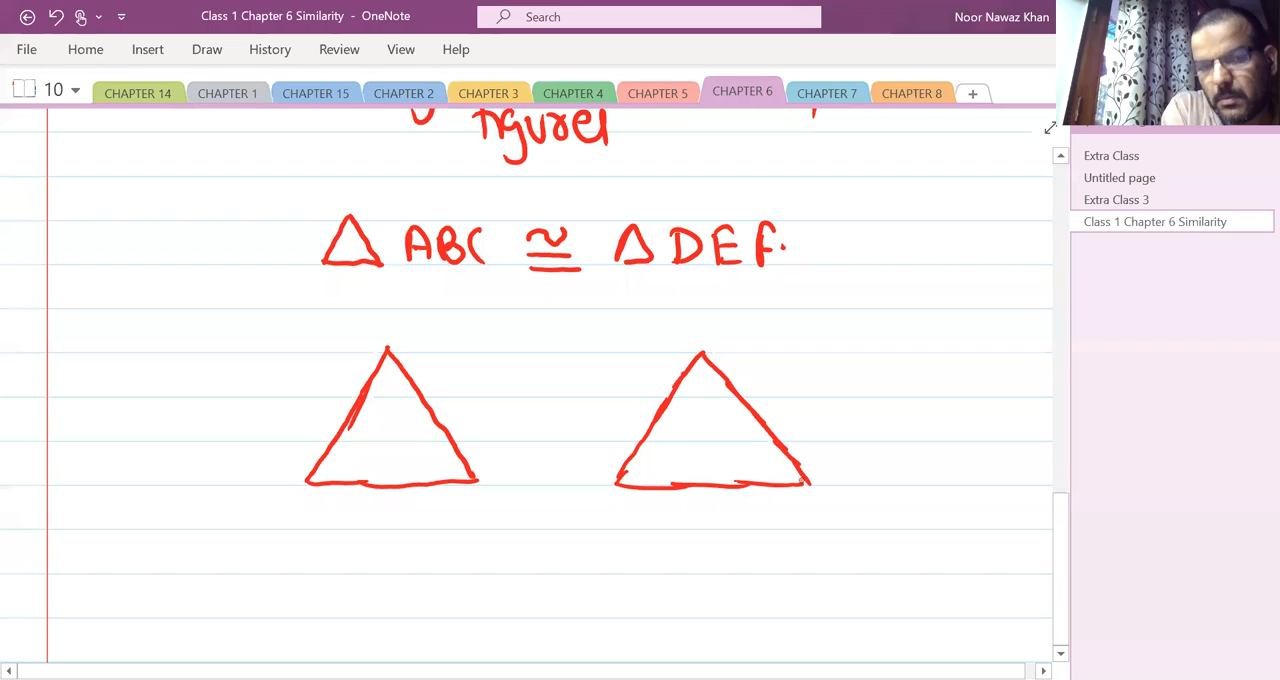 Class 1 Chapter 6 Similarity - OneNote
Search
Noor Nawaz Khan
File Home Insert Draw History Review View Help
10 CHAPTER 14 CHAPTER 1 CHAPTER 15 CHAPTER 2 CHAPTER 3 CHAPTER 4 CHAPTER 5 CHAPTER 6 CHAPTER 7 CHAPTER 8 +
Extra Class
Untitled page
Extra Class 3
Class 1 Chapter 6 Similarity
figures
△ ABC ≅ △ DEF.